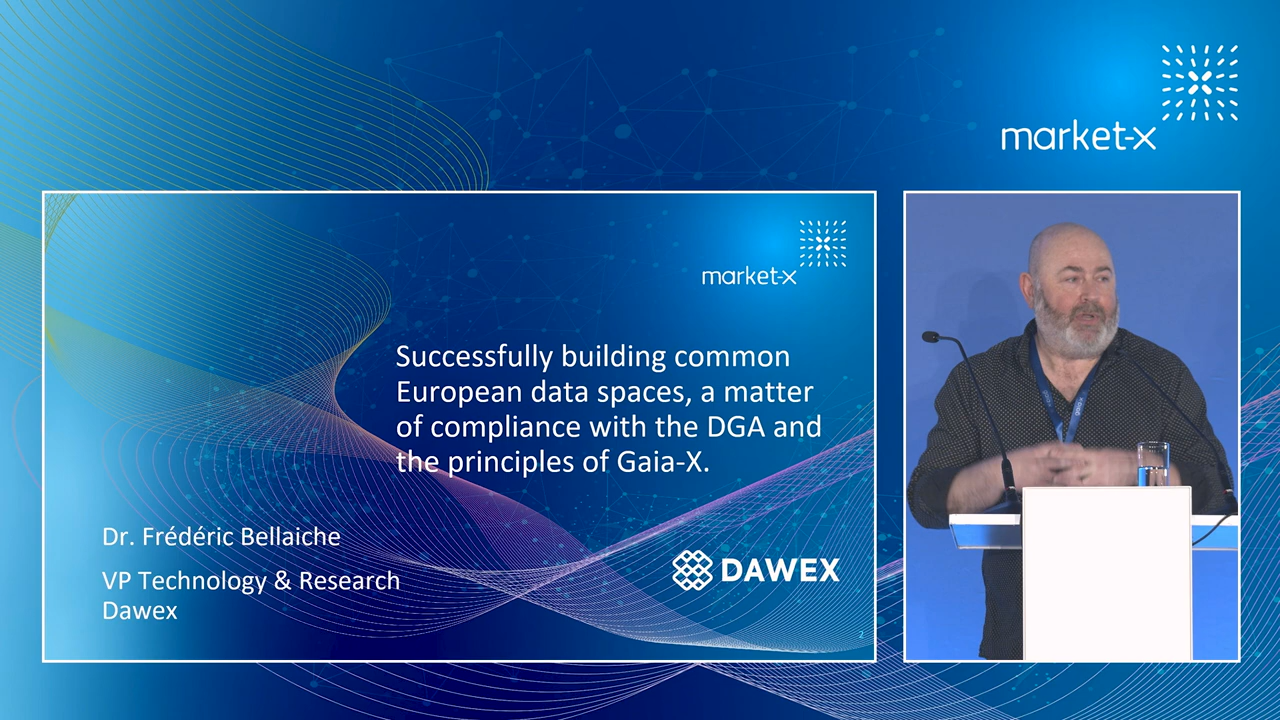 market-x
market-x
Successfully building common
European data spaces, a matter
of compliance with the DGA and
the principles of Gaia-X.
Dr. Frédéric Bellaiche
VP Technology & Research
Dawex
DAWEX
2